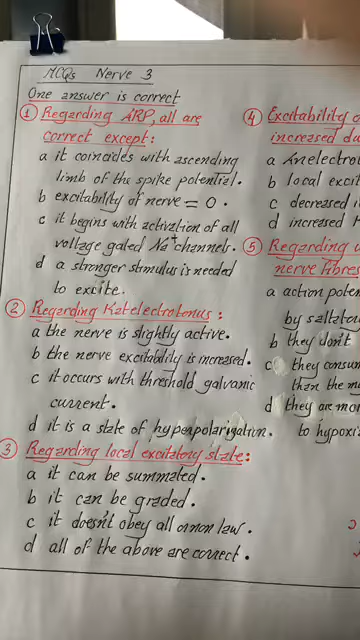 MCQs Nerve 3
One answer is correct
① Regarding ARP, all are
correct except:
a it coincides with ascending
limb of the spike potential.
b excitability of nerve = 0.
c it begins with activation of all
voltage gated Na+ channels.
d a stronger stimulus is needed
to excite.
② Regarding Katelectrotonus:
a the nerve is slightly active.
b the nerve excitability is increased.
c it occurs with threshold galvanic
current.
d it is a state of hyperpolarization.
③ Regarding local excitatory state:
a it can be summated.
b it can be graded.
c it doesn't obey all or non law.
d all of the above are correct.
④ Excitability o
increased du
a Anelectro
b local excit
c decreased
d increased
⑤ Regarding
nerve fibres
a action poten
by saltato
b they don't
c they consum
than the m
d they are mo
to hypoxi